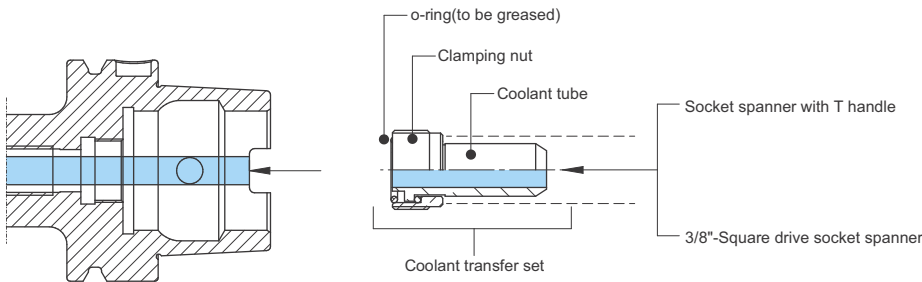 o-ring(to be greased)
Clamping nut
Coolant tube
Socket spanner with T handle
3/8"-Square drive socket spanner
Coolant transfer set